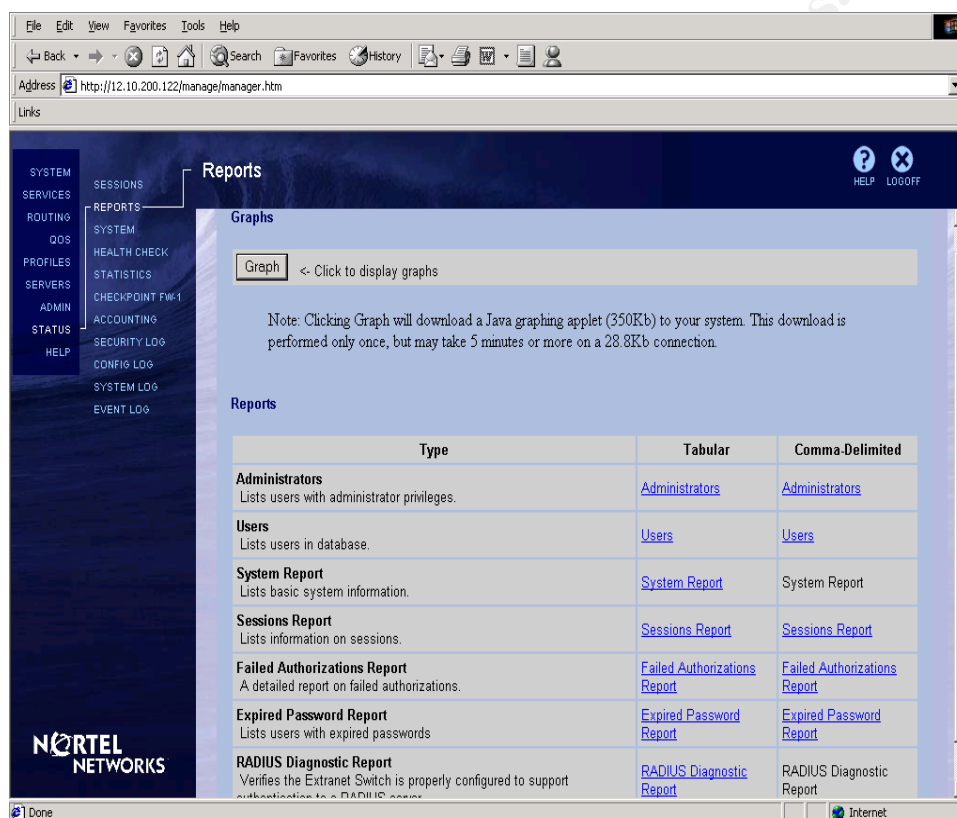 File Edit View Favorites Tools Help
Back Search Favorites History
Address http://12.10.200.122/manage/manager.htm
Links
Reports
HELP LOGOFF
SYSTEM
SERVICES
ROUTING
QOS
PROFILES
SERVERS
ADMIN
STATUS
HELP
SESSIONS
REPORTS
SYSTEM
HEALTH CHECK
STATISTICS
CHECKPOINT FW-1
ACCOUNTING
SECURITY LOG
CONFIG LOG
SYSTEM LOG
EVENT LOG
Graphs
Graph <- Click to display graphs
Note: Clicking Graph will download a Java graphing applet (350Kb) to your system. This download is
performed only once, but may take 5 minutes or more on a 28.8Kb connection.
Reports
Type Tabular Comma-Delimited
Administrators
Lists users with administrator privileges.
Administrators Administrators
Users
Lists users in database.
Users Users
System Report
Lists basic system information.
System Report System Report
Sessions Report
Lists information on sessions.
Sessions Report Sessions Report
Failed Authorizations Report
A detailed report on failed authorizations.
Failed Authorizations Report Failed Authorizations Report
Expired Password Report
Lists users with expired passwords
Expired Password Report Expired Password Report
RADIUS Diagnostic Report
Verifies the Extranet Switch is properly configured to support
authentication to a RADIUS server
RADIUS Diagnostic Report RADIUS Diagnostic Report
NORTEL
NETWORKS
Done Internet